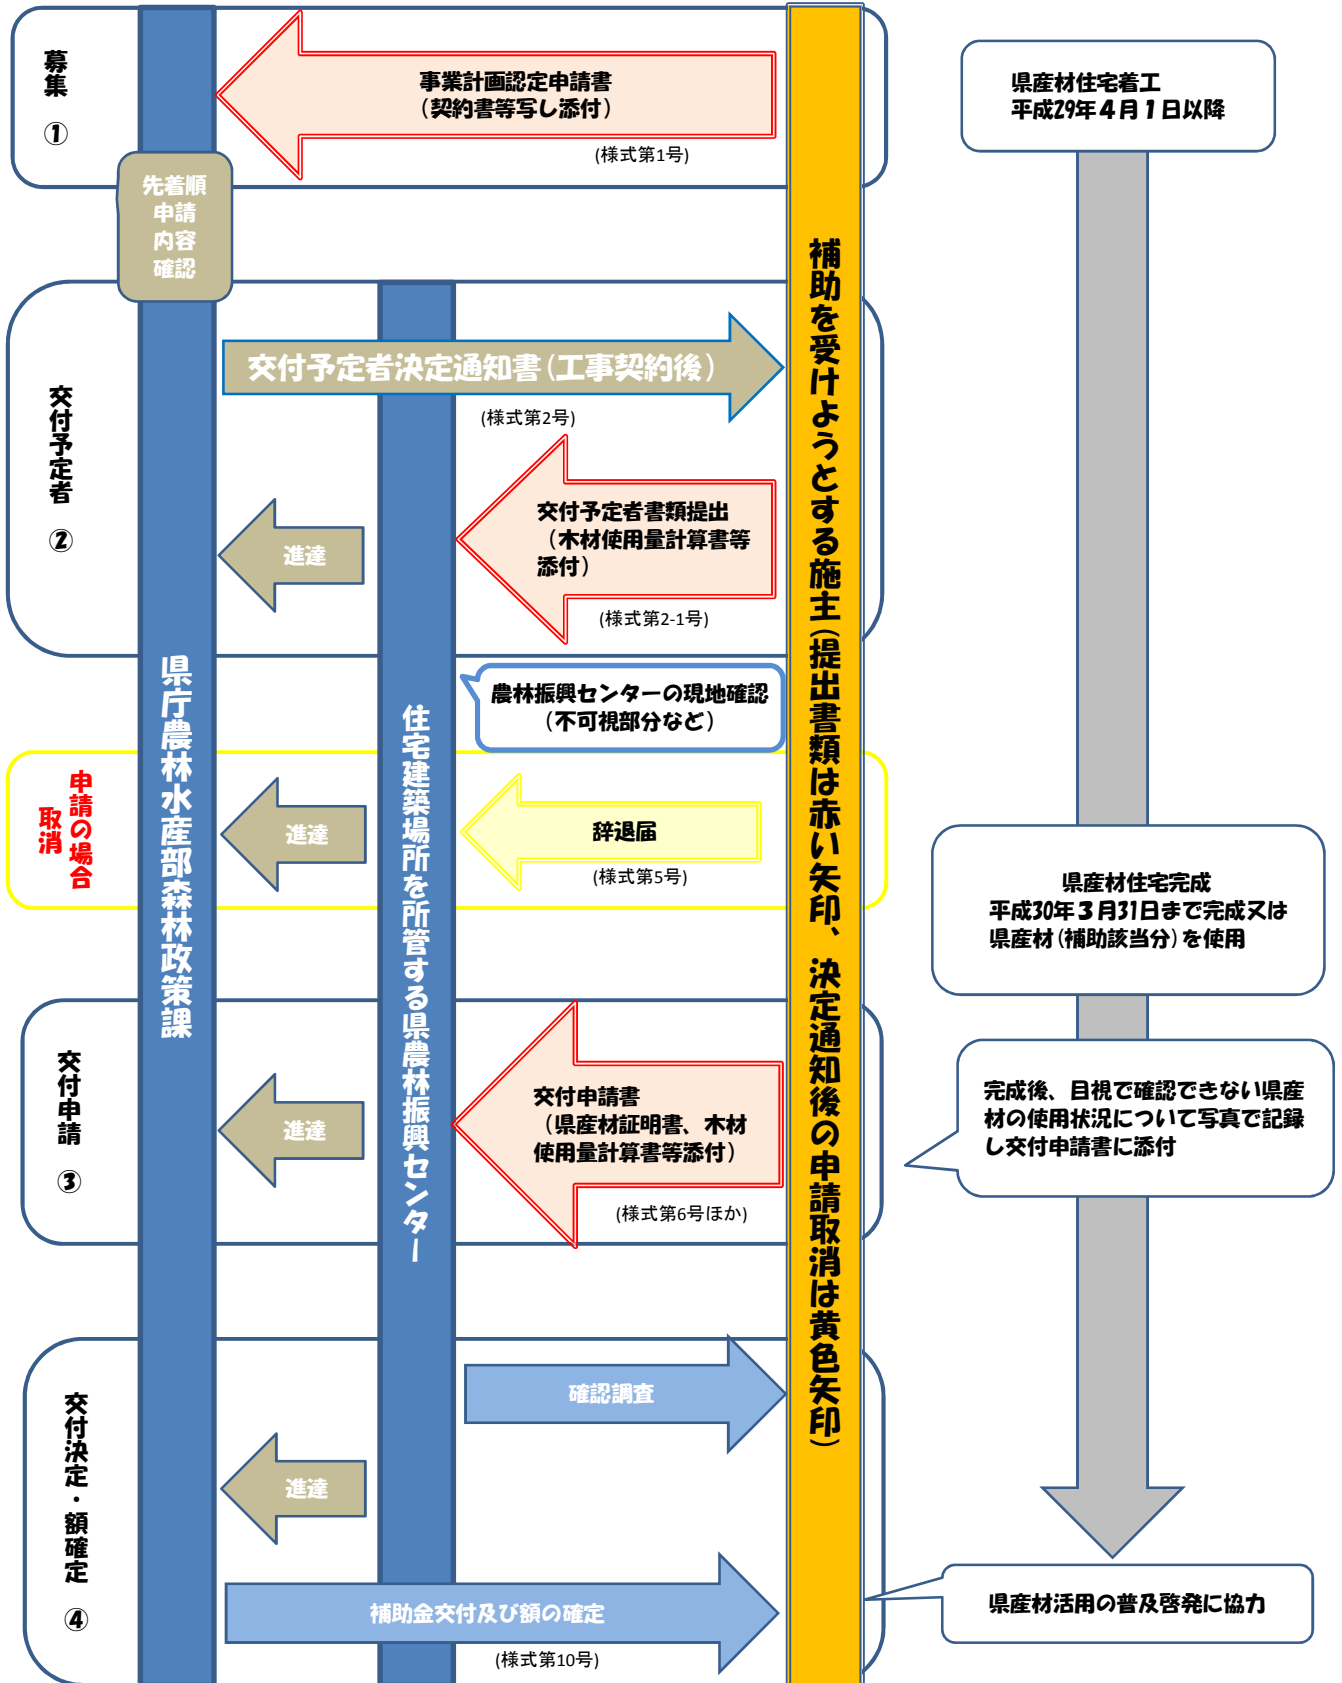 募集 ①
事業計画認定申請書
（契約書等写し添付）
(様式第1号)
県産材住宅着工
平成29年４月１日以降
先着順
申請
内容
確認
交付予定者 ②
交付予定者決定通知書（工事契約後）
(様式第2号)
交付予定者書類提出
（木材使用量計算書等
添付）
(様式第2-1号)
進達
農林振興センターの現地確認
（不可視部分など）
県庁農林水産部森林政策課
住宅建築場所を所管する県農林振興センター
補助を受けようとする施主（提出書類は赤い矢印、決定通知後の申請取消は黄色矢印）
申請の場合
取消
進達
辞退届
(様式第5号)
県産材住宅完成
平成30年３月31日まで完成又は
県産材（補助該当分）を使用
交付申請 ③
進達
交付申請書
（県産材証明書、木材
使用量計算書等添付）
(様式第6号ほか)
完成後、目視で確認できない県産
材の使用状況について写真で記録
し交付申請書に添付
交付決定・額確定 ④
確認調査
進達
補助金交付及び額の確定
(様式第10号)
県産材活用の普及啓発に協力